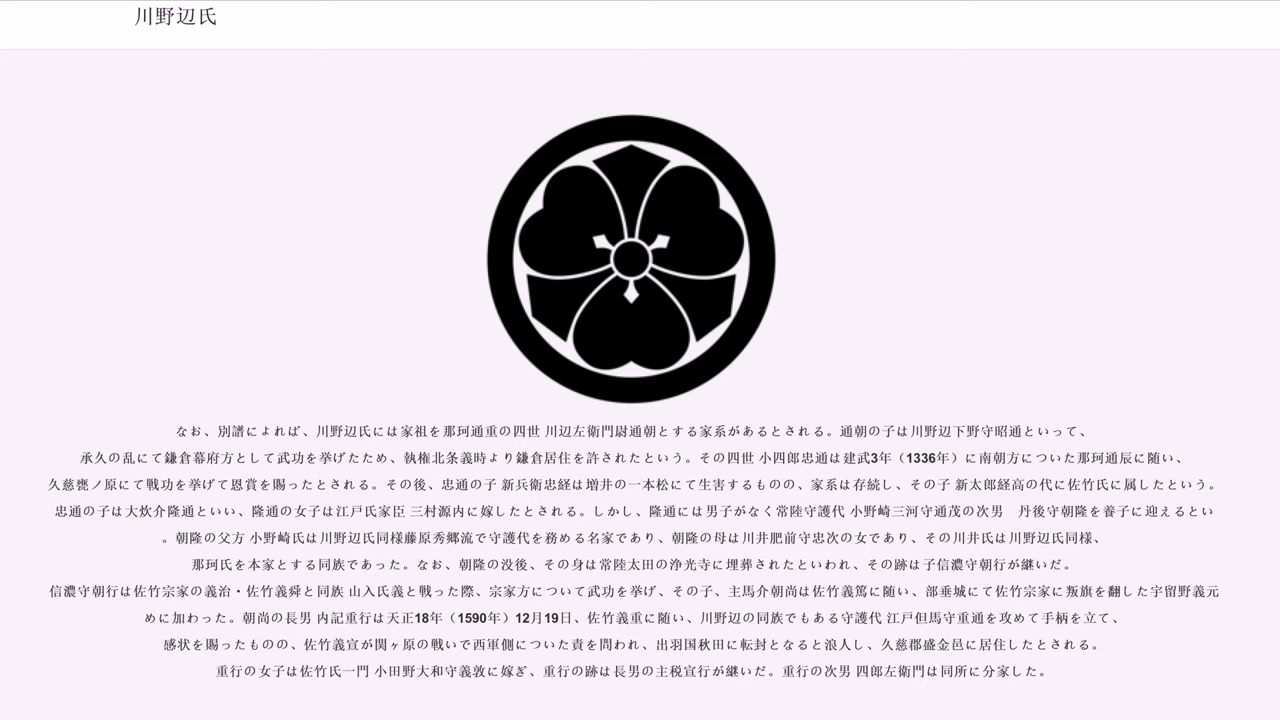 川野辺氏
なお、別譜によれば、川野辺氏には家祖を那珂通重の四世 川辺左衛門尉通朝とする家系があるとされる。通朝の子は川野辺下野守昭通といって、
承久の乱にて鎌倉幕府方として武功を挙げたため、執権北条義時より鎌倉居住を許されたという。その四世 小四郎忠通は建武3年（1336年）に南朝方についた那珂通辰に随い、
久慈甕ノ原にて戦功を挙げて恩賞を賜ったとされる。その後、忠通の子 新兵衛忠経は増井の一本松にて生害するものの、家系は存続し、その子 新太郎経高の代に佐竹氏に属したという。
忠通の子は大炊介隆通といい、隆通の女子は江戸氏家臣 三村源内に嫁したとされる。しかし、隆通には男子がなく常陸守護代 小野崎三河守通茂の次男　丹後守朝隆を養子に迎えるとい
。朝隆の父方 小野崎氏は川野辺氏同様藤原秀郷流で守護代を務める名家であり、朝隆の母は川井肥前守忠次の女であり、その川井氏は川野辺氏同様、
那珂氏を本家とする同族であった。なお、朝隆の没後、その身は常陸太田の浄光寺に埋葬されたといわれ、その跡は子信濃守朝行が継いだ。
信濃守朝行は佐竹宗家の義治・佐竹義舜と同族 山入氏義と戦った際、宗家方について武功を挙げ、その子、主馬介朝尚は佐竹義篤に随い、部垂城にて佐竹宗家に叛旗を翻した宇留野義元
めに加わった。朝尚の長男 内記重行は天正18年（1590年）12月19日、佐竹義重に随い、川野辺の同族でもある守護代 江戸但馬守重通を攻めて手柄を立て、
感状を賜ったものの、佐竹義宣が関ヶ原の戦いで西軍側についた責を問われ、出羽国秋田に転封となると浪人し、久慈郡盛金邑に居住したとされる。
重行の女子は佐竹氏一門 小田野大和守義敦に嫁ぎ、重行の跡は長男の主税宣行が継いだ。重行の次男 四郎左衛門は同所に分家した。